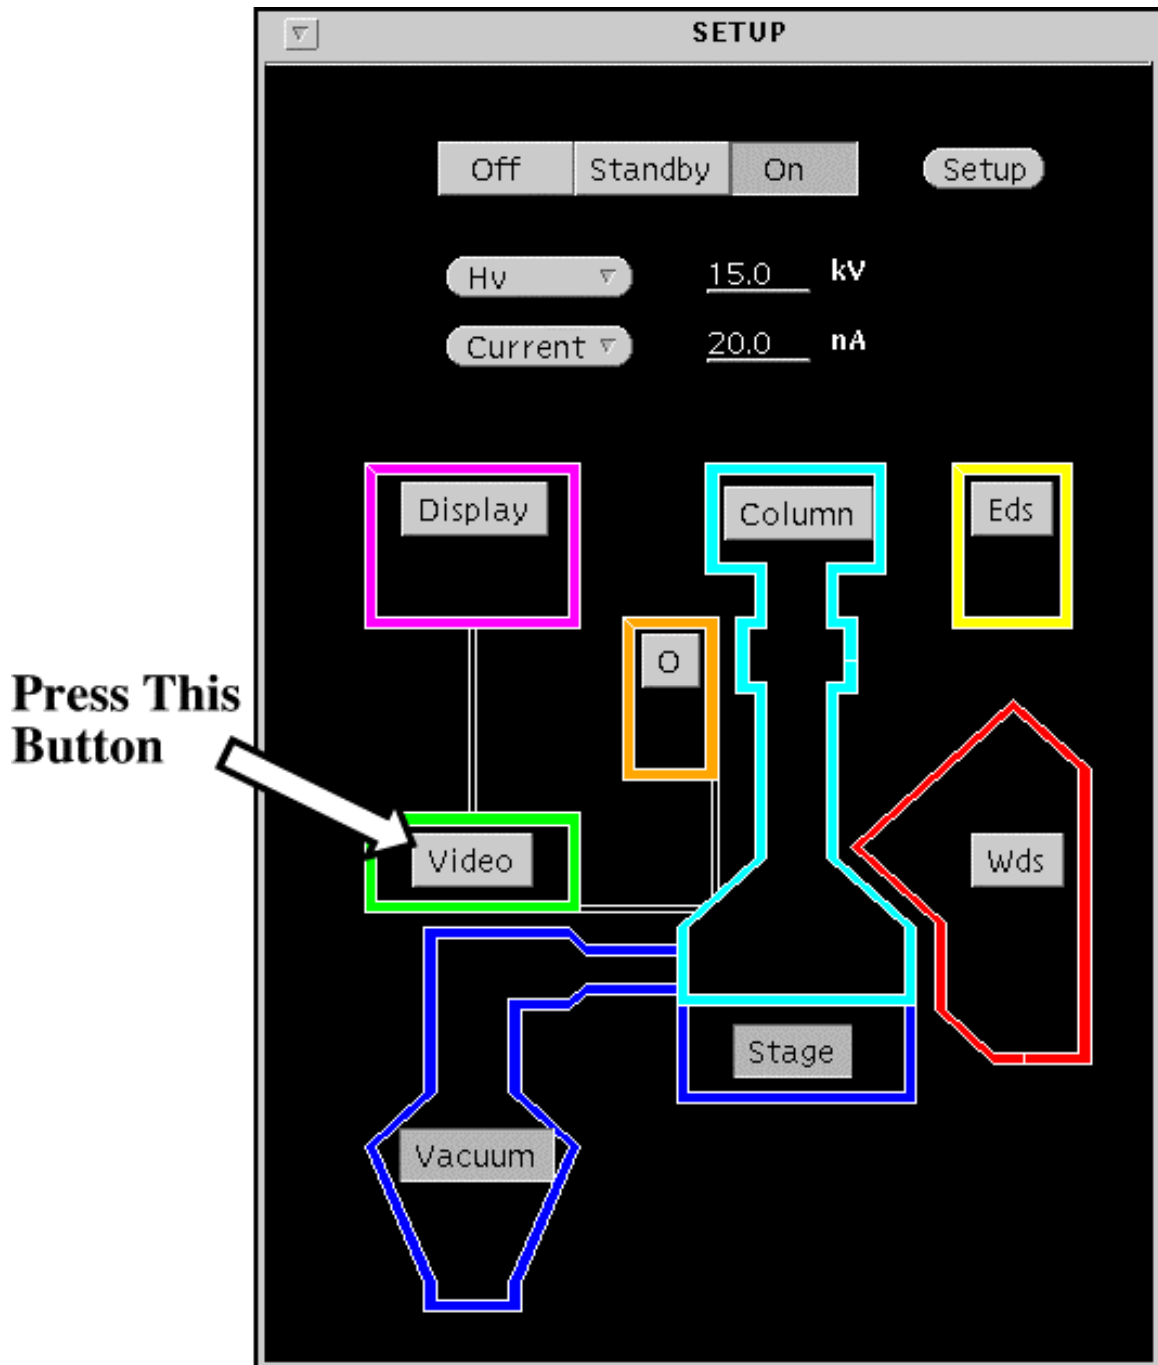 SETUP
Off Standby On Setup
Hv 15.0 kV
Current 20.0 nA
Display Column Eds
O
Press This
Button
Video Wds
Stage
Vacuum